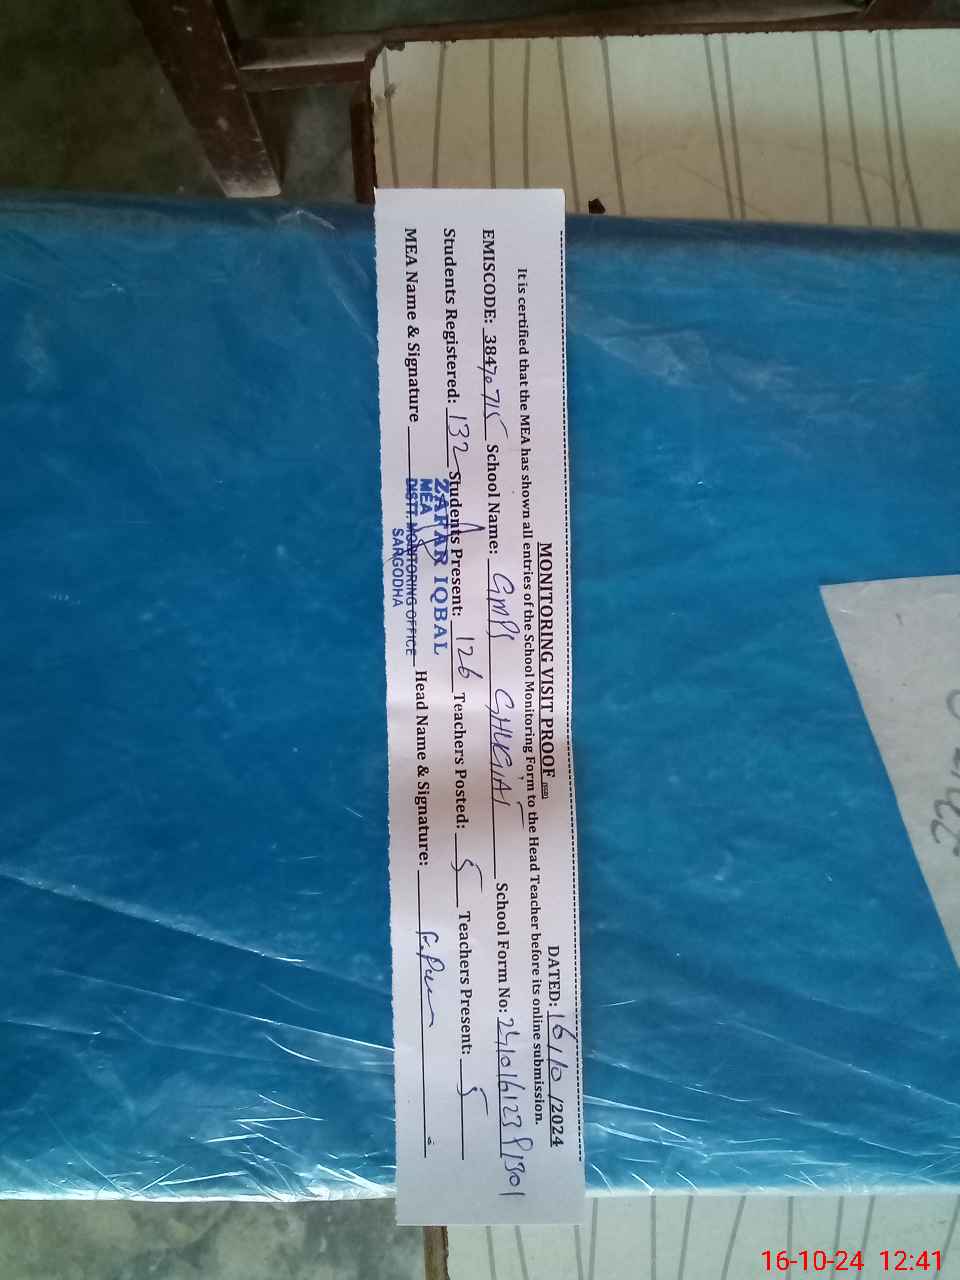 MONITORING VISIT PROOF (SED) DATED: 16/10/2024
It is certified that the MEA has shown all entries of the School Monitoring Form to the Head Teacher before its online submission.
EMISCODE: 38470715 School Name: GMPS GHUGIAT School Form No:
Students Registered: 132 Students Present: 126 Teachers Posted: 5 Teachers Present: 5
MEA Name & Signature Head Name & Signature:
ZAFAR IQBAL
MEA
DISTT. MONITORING OFFICE
SARGODHA
16-10-24 12:41